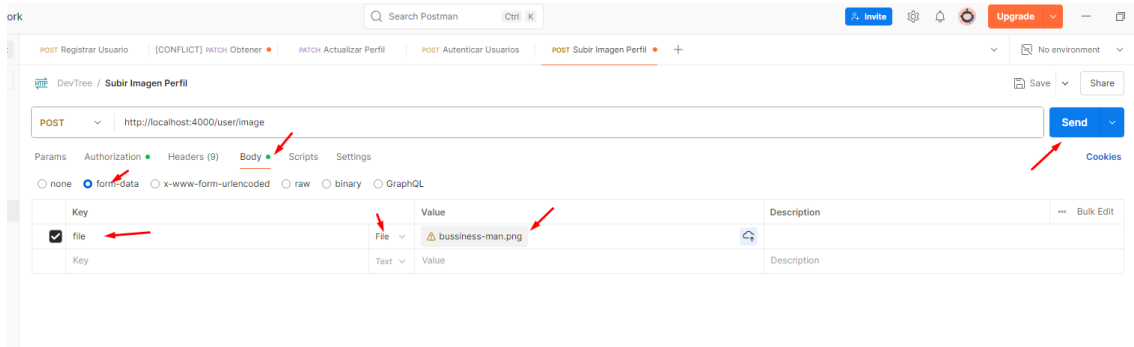 ork Search Postman Ctrl K Invite Upgrade
POST Registrar Usuario [CONFLICT] PATCH Obtener PATCH Actualizar Perfil POST Autenticar Usuarios POST Subir Imagen Perfil + No environment
HTTP DevTree / Subir Imagen Perfil Save Share
POST http://localhost:4000/user/image Send
Params Authorization Headers (9) Body Scripts Settings Cookies
none form-data x-www-form-urlencoded raw binary GraphQL
Key Value Description ••• Bulk Edit
file File bussiness-man.png
Key Text Value Description